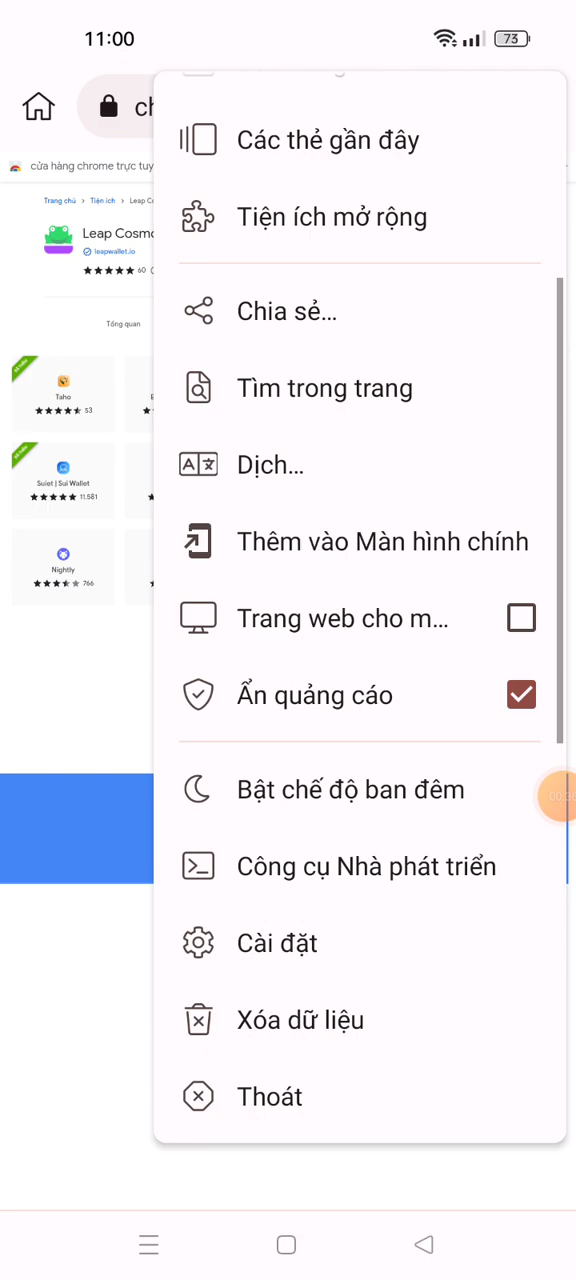 11:00
73
ch
Các thẻ gần đây
cửa hàng chrome trực tuy
Trang chủ > Tiện ích > Leap Co
Tiện ích mở rộng
Leap Cosmo
leapwallet.io
60
Tổng quan
Chia sẻ...
Taho
53
Tìm trong trang
Dịch...
Suiet | Sui Wallet
11.581
Thêm vào Màn hình chính
Nightly
766
Trang web cho m...
Ẩn quảng cáo
Bật chế độ ban đêm
Công cụ Nhà phát triển
Cài đặt
Xóa dữ liệu
Thoát